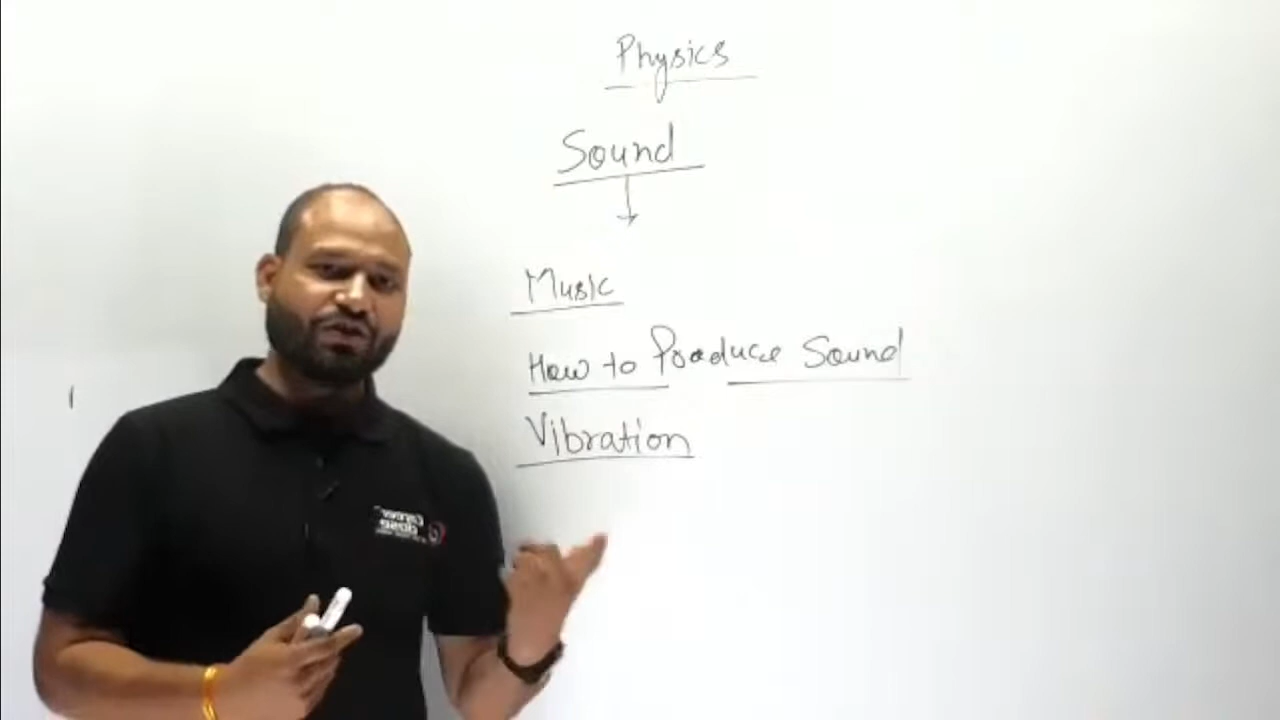 Physics
Sound
Music
How to Produce Sound
Vibration